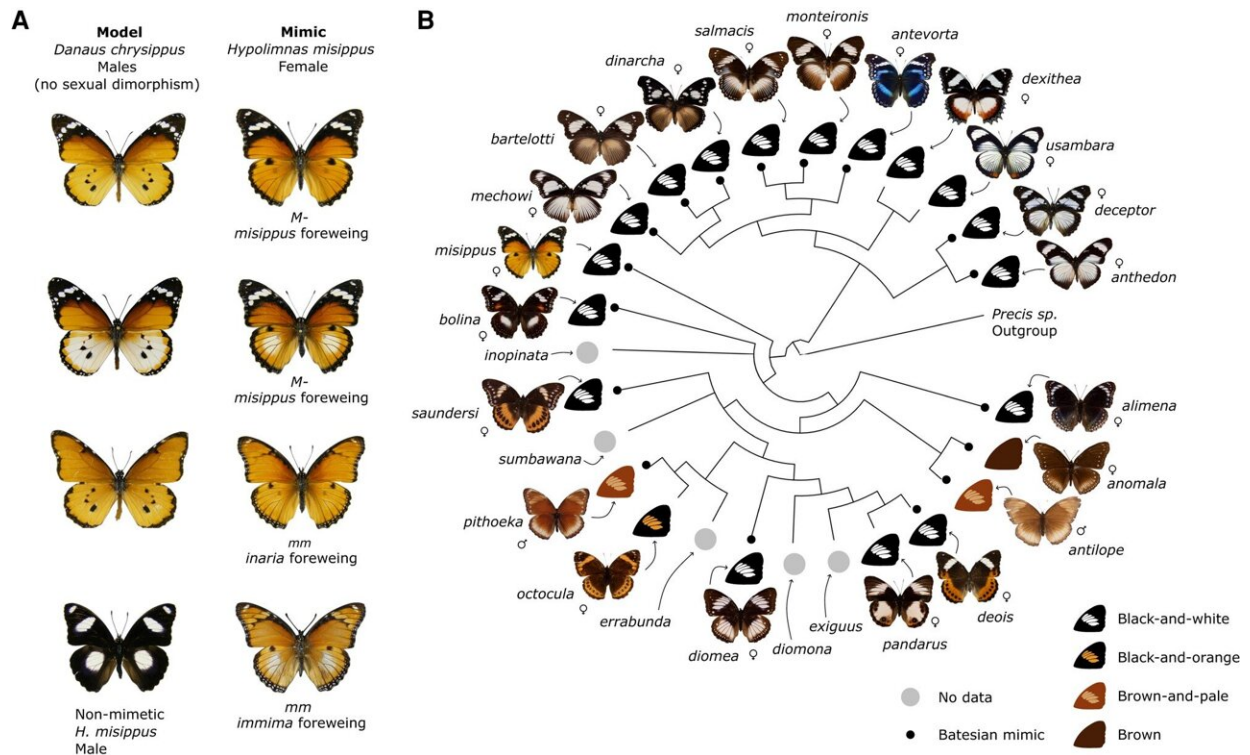 A
Model
Danaus chrysippus
Males
(no sexual dimorphism)
Mimic
Hypolimnas misippus
Female
M-
misippus foreweing
M-
misippus foreweing
mm
inaria foreweing
Non-mimetic
H. misippus
Male
mm
immima foreweing
B
monteironis
♀
salmacis
♀
antevorta
♀
dinarcha
♀
dexithea
♀
bartelotti
♀
usambara
♀
mechowi
♀
deceptor
♀
misippus
♀
anthedon
♀
bolina
♀
Precis sp.
Outgroup
inopinata
saundersi
♀
alimena
♀
sumbawana
anomala
♀
pithoeka
♂
antilope
♂
octocula
♀
errabunda
diomea ♀
diomona
exiguus
pandarus
♀
deois
♀
No data
Batesian mimic
Black-and-white
Black-and-orange
Brown-and-pale
Brown